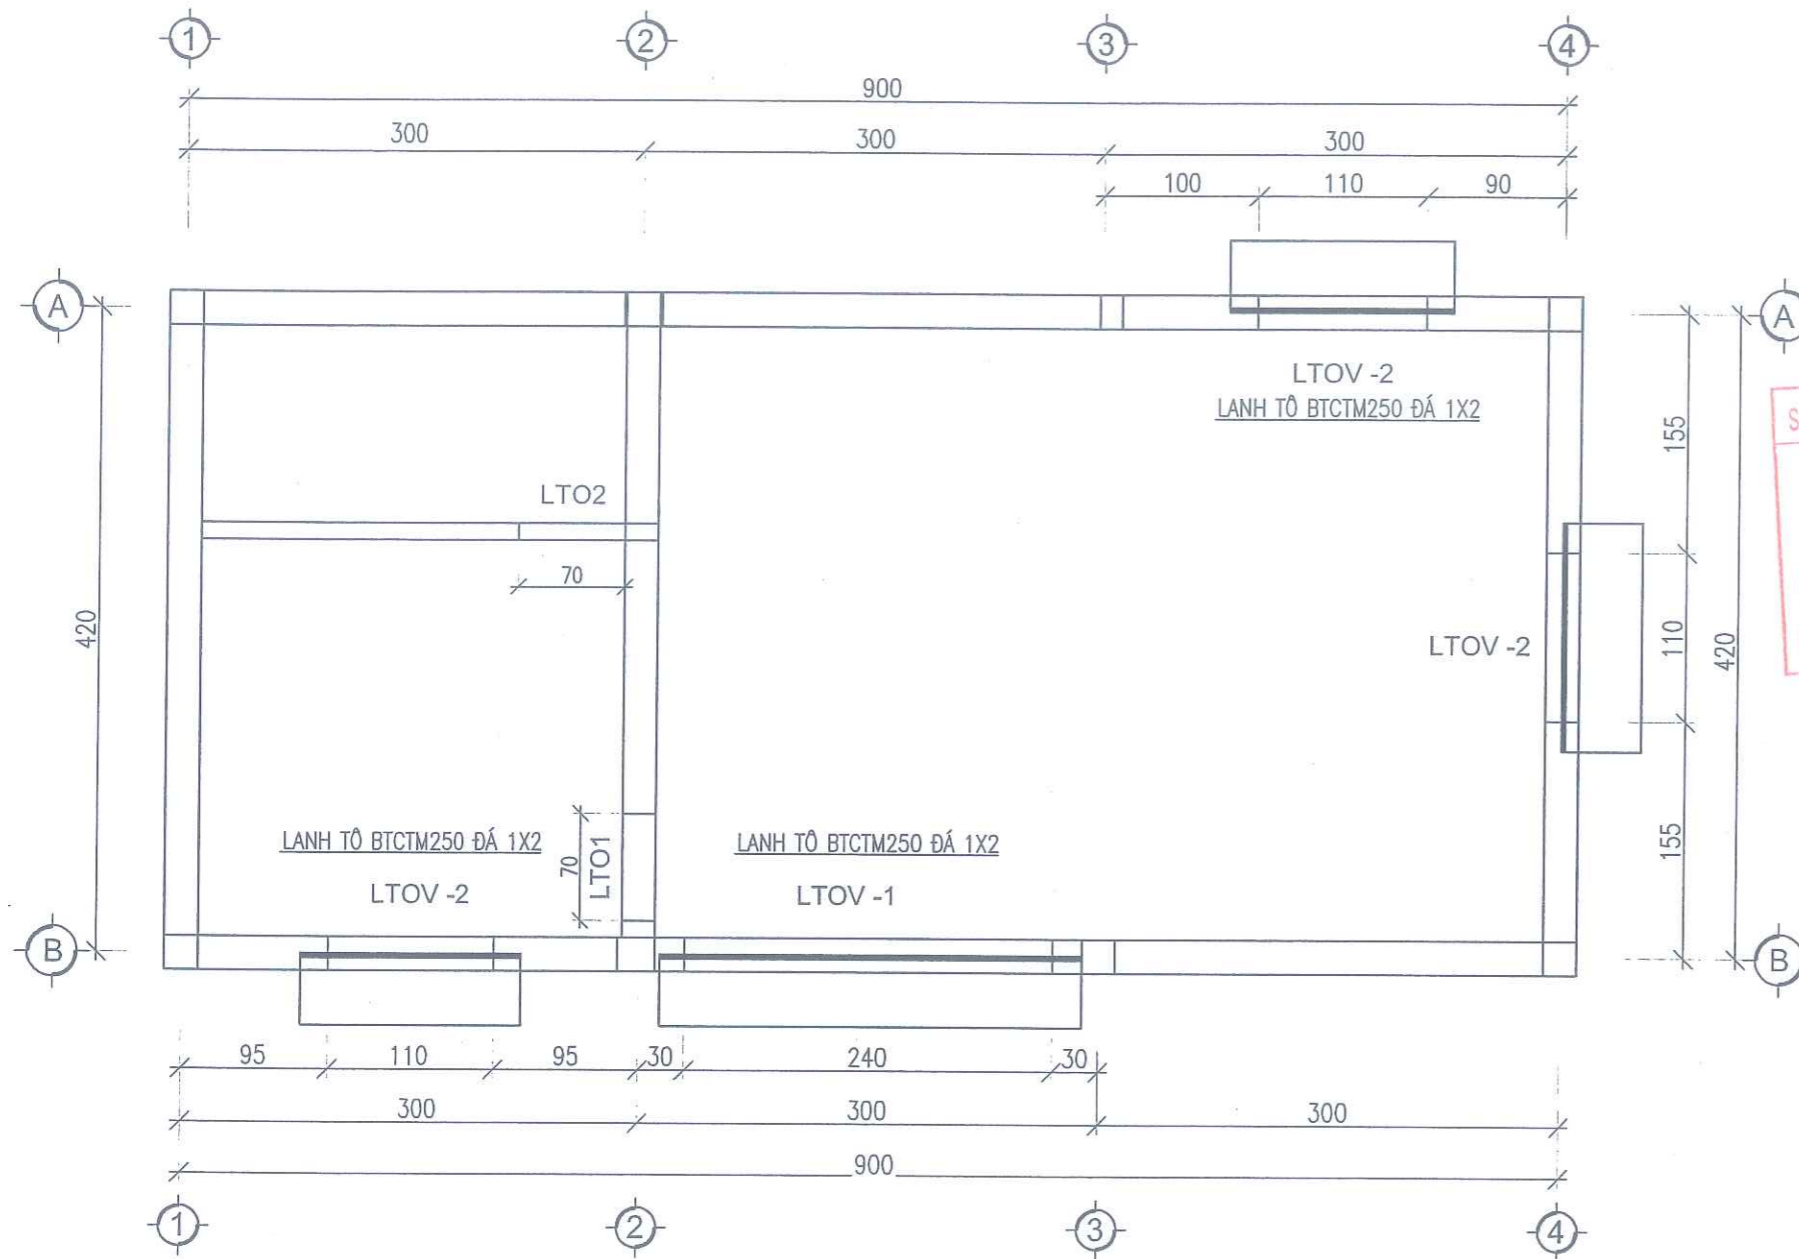 1 2 3 4
900
300 300 300
100 110 90
A A
LTOV -2
LANH TÔ BTCTM250 ĐÁ 1X2
155
S
LTO2
70
420
LTOV -2
110
420
LANH TÔ BTCTM250 ĐÁ 1X2
LTOV -2
70
LTO1
LANH TÔ BTCTM250 ĐÁ 1X2
LTOV -1
155
B B
95 110 95 30 240 30
300 300 300
900
1 2 3 4